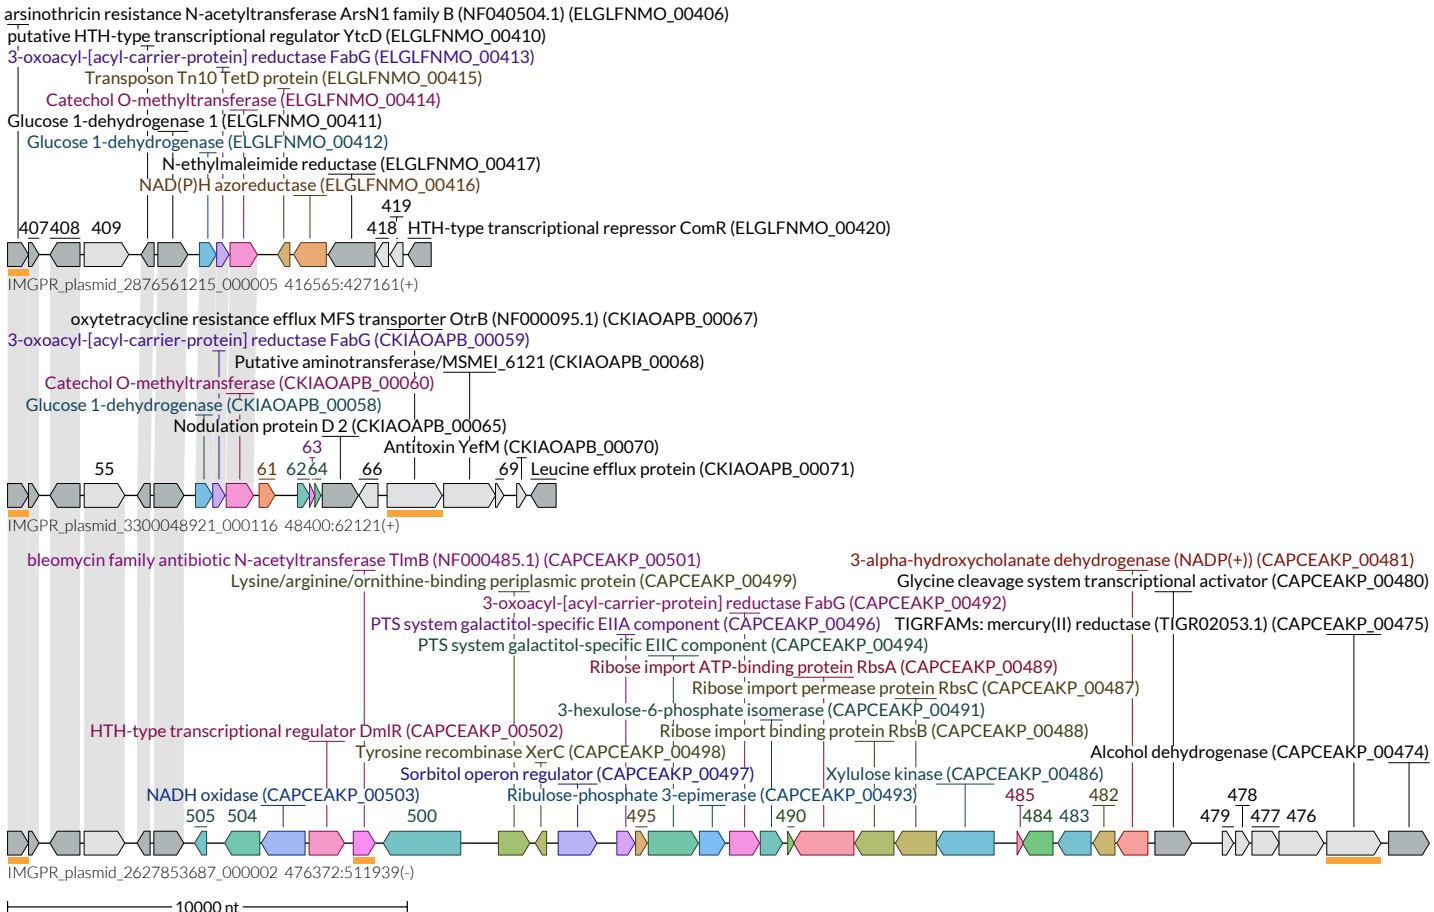 arsinothricin resistance N-acetyltransferase ArsN1 family B (NF040504.1) (ELGLFNMO_00406)
putative HTH-type transcriptional regulator YtcD (ELGLFNMO_00410)
3-oxoacyl-[acyl-carrier-protein] reductase FabG (ELGLFNMO_00413)
Transposon Tn10 TetD protein (ELGLFNMO_00415)
Catechol O-methyltransferase (ELGLFNMO_00414)
Glucose 1-dehydrogenase 1 (ELGLFNMO_00411)
Glucose 1-dehydrogenase (ELGLFNMO_00412)
N-ethylmaleimide reductase (ELGLFNMO_00417)
NAD(P)H azoreductase (ELGLFNMO_00416)
419
407 408 409 418 HTH-type transcriptional repressor ComR (ELGLFNMO_00420)
IMGPR_plasmid_2876561215_000005 416565:427161(+)
oxytetracycline resistance efflux MFS transporter OtrB (NF000095.1) (CKIAOAPB_00067)
3-oxoacyl-[acyl-carrier-protein] reductase FabG (CKIAOAPB_00059)
Putative aminotransferase/MSMEI_6121 (CKIAOAPB_00068)
Catechol O-methyltransferase (CKIAOAPB_00060)
Glucose 1-dehydrogenase (CKIAOAPB_00058)
Nodulation protein D 2 (CKIAOAPB_00065)
63 Antitoxin YefM (CKIAOAPB_00070)
55 61 62 64 66 69 Leucine efflux protein (CKIAOAPB_00071)
IMGPR_plasmid_3300048921_000116 48400:62121(+)
bleomycin family antibiotic N-acetyltransferase TlmB (NF000485.1) (CAPCEAKP_00501) 3-alpha-hydroxycholanate dehydrogenase (NADP(+)) (CAPCEAKP_00481)
Lysine/arginine/ornithine-binding periplasmic protein (CAPCEAKP_00499) Glycine cleavage system transcriptional activator (CAPCEAKP_00480)
3-oxoacyl-[acyl-carrier-protein] reductase FabG (CAPCEAKP_00492)
PTS system galactitol-specific EIIA component (CAPCEAKP_00496) TIGRFAMs: mercury(II) reductase (TIGR02053.1) (CAPCEAKP_00475)
PTS system galactitol-specific EIIC component (CAPCEAKP_00494)
Ribose import ATP-binding protein RbsA (CAPCEAKP_00489)
Ribose import permease protein RbsC (CAPCEAKP_00487)
3-hexulose-6-phosphate isomerase (CAPCEAKP_00491)
HTH-type transcriptional regulator DmlR (CAPCEAKP_00502) Ribose import binding protein RbsB (CAPCEAKP_00488)
Tyrosine recombinase XerC (CAPCEAKP_00498) Alcohol dehydrogenase (CAPCEAKP_00474)
Sorbitol operon regulator (CAPCEAKP_00497) Xylulose kinase (CAPCEAKP_00486)
NADH oxidase (CAPCEAKP_00503) Ribulose-phosphate 3-epimerase (CAPCEAKP_00493) 485 482 478
505 504 500 495 490 484 483 479 477 476
IMGPR_plasmid_2627853687_000002 476372:511939(-)
10000 nt